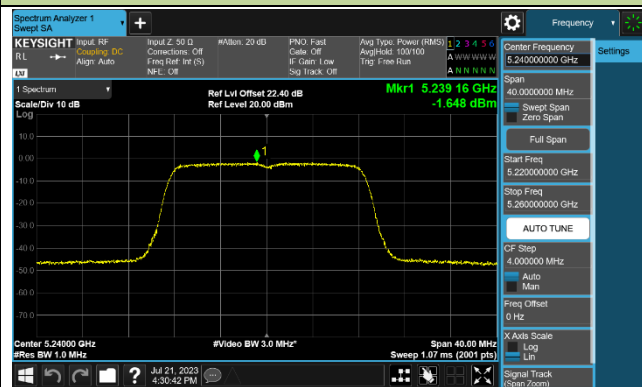 Spectrum Analyzer 1
Swept SA
Frequency
KEYSIGHT
RL
LXI
Input: RF
Coupling: DC
Align: Auto
Input Z: 50 Ω
Corrections: Off
Freq Ref: Int (S)
NFE: Off
#Atten: 20 dB
PNO: Fast
Gate: Off
IF Gain: Low
Sig Track: Off
Avg Type: Power (RMS)
Avg|Hold: 100/100
Trig: Free Run
1 2 3 4 5 6
A W W W W W
A N N N N N
1 Spectrum
Scale/Div 10 dB
Log
Ref Lvl Offset 22.40 dB
Ref Level 20.00 dBm
Mkr1 5.239 16 GHz
-1.648 dBm
10.0
0.00
-10.0
-20.0
-30.0
-40.0
-50.0
-60.0
-70.0
1
Center 5.24000 GHz
#Res BW 1.0 MHz
#Video BW 3.0 MHz*
Span 40.00 MHz
Sweep 1.07 ms (2001 pts)
Jul 21, 2023
4:30:42 PM
Center Frequency
5.240000000 GHz
Settings
Span
40.0000000 MHz
Swept Span
Zero Span
Full Span
Start Freq
5.220000000 GHz
Stop Freq
5.260000000 GHz
AUTO TUNE
CF Step
4.000000 MHz
Auto
Man
Freq Offset
0 Hz
X Axis Scale
Log
Lin
Signal Track
(Span Zoom)